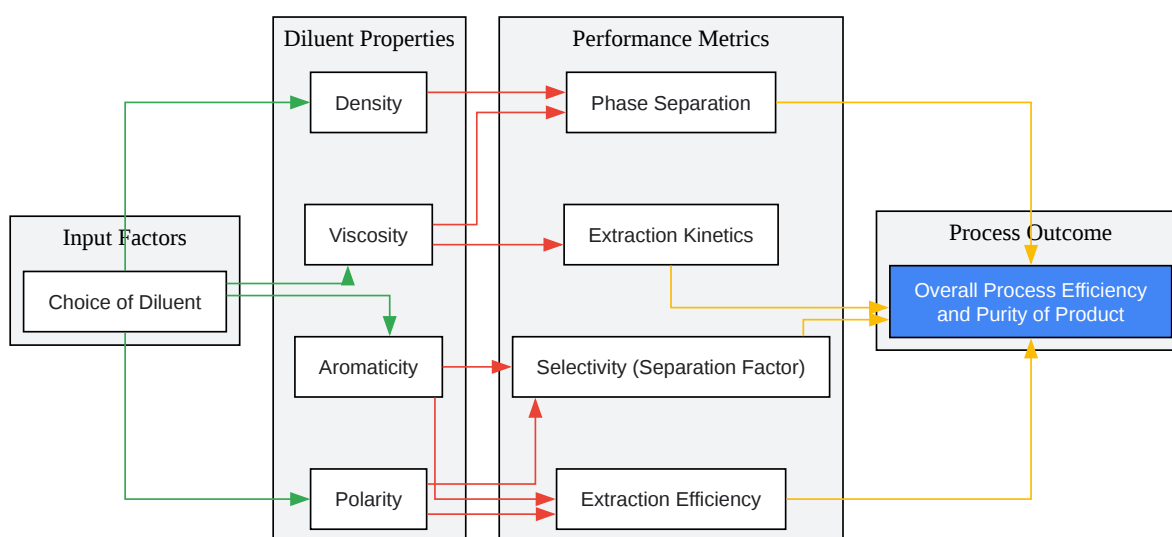 Diluent Properties
Performance Metrics
Density
Phase Separation
Input Factors
Viscosity
Extraction Kinetics
Process Outcome
Choice of Diluent
Overall Process Efficiency
and Purity of Product
Aromaticity
Selectivity (Separation Factor)
Polarity
Extraction Efficiency